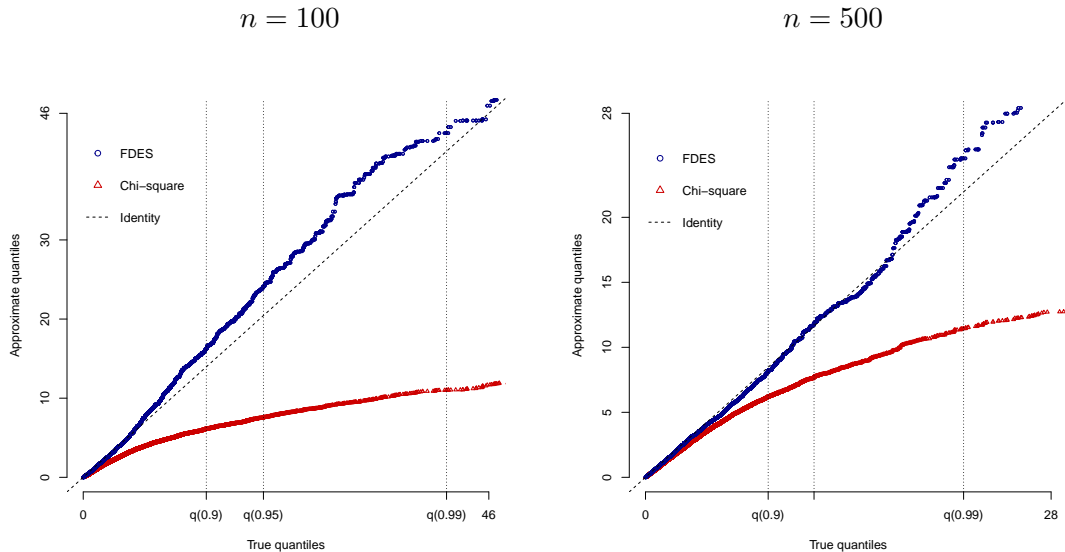 n = 100
46
30
20
10
5
0
Approximate quantiles
FDES
Chi−square
Identity
0
q(0.9)
q(0.95)
q(0.99)
46
True quantiles
n = 500
28
20
15
10
5
0
Approximate quantiles
FDES
Chi−square
Identity
0
q(0.9)
q(0.99)
28
True quantiles